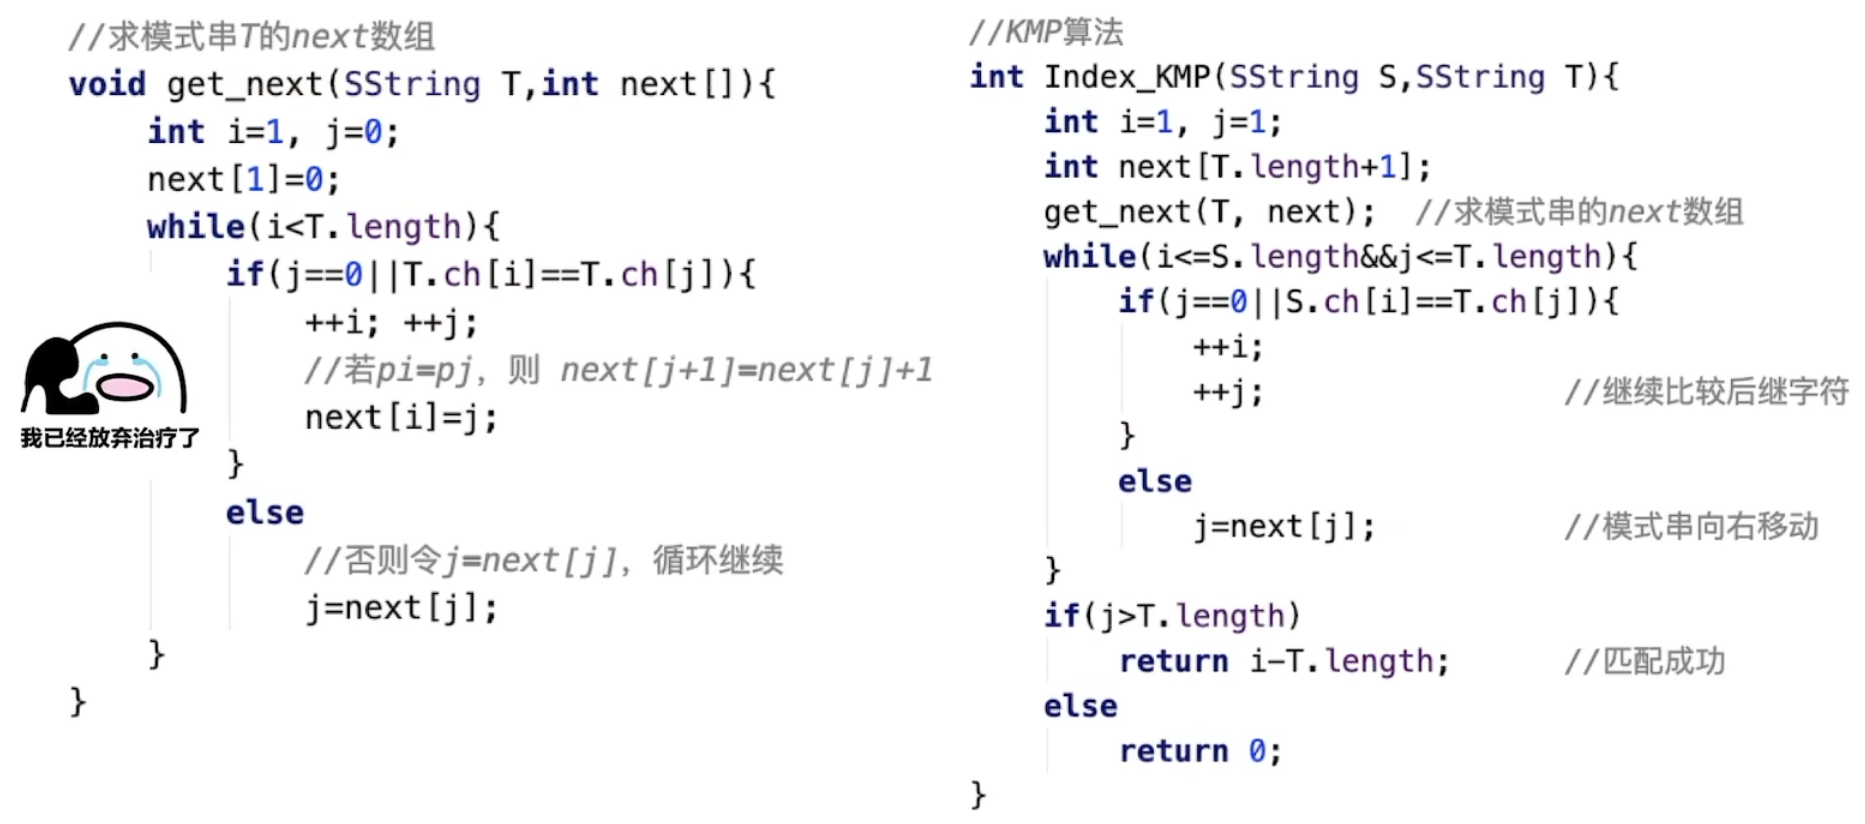 //求模式串T的next数组
void get_next(SString T,int next[]){
int i=1, j=0;
next[1]=0;
while(i<T.length){
if(j==0||T.ch[i]==T.ch[j]){
++i; ++j;
//若pi=pj, 则 next[j+1]=next[j]+1
next[i]=j;
}
else
//否则令j=next[j], 循环继续
j=next[j];
}
}
我已经放弃治疗了
//KMP算法
int Index_KMP(SString S,SString T){
int i=1, j=1;
int next[T.length+1];
get_next(T, next); //求模式串的next数组
while(i<=S.length&&j<=T.length){
if(j==0||S.ch[i]==T.ch[j]){
++i;
++j; //继续比较后继字符
}
else
j=next[j]; //模式串向右移动
}
if(j>T.length)
return i-T.length; //匹配成功
else
return 0;
}